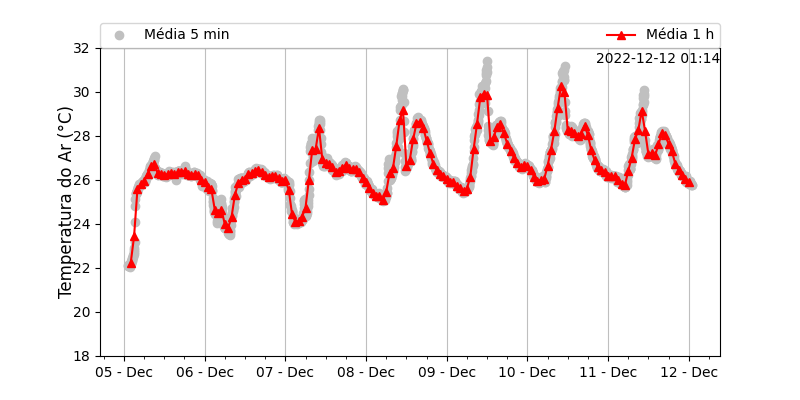 Média 5 min
Média 1 h
2022-12-12 01:14
Temperatura do Ar (°C)
32
30
28
26
24
22
20
18
05 - Dec
06 - Dec
07 - Dec
08 - Dec
09 - Dec
10 - Dec
11 - Dec
12 - Dec